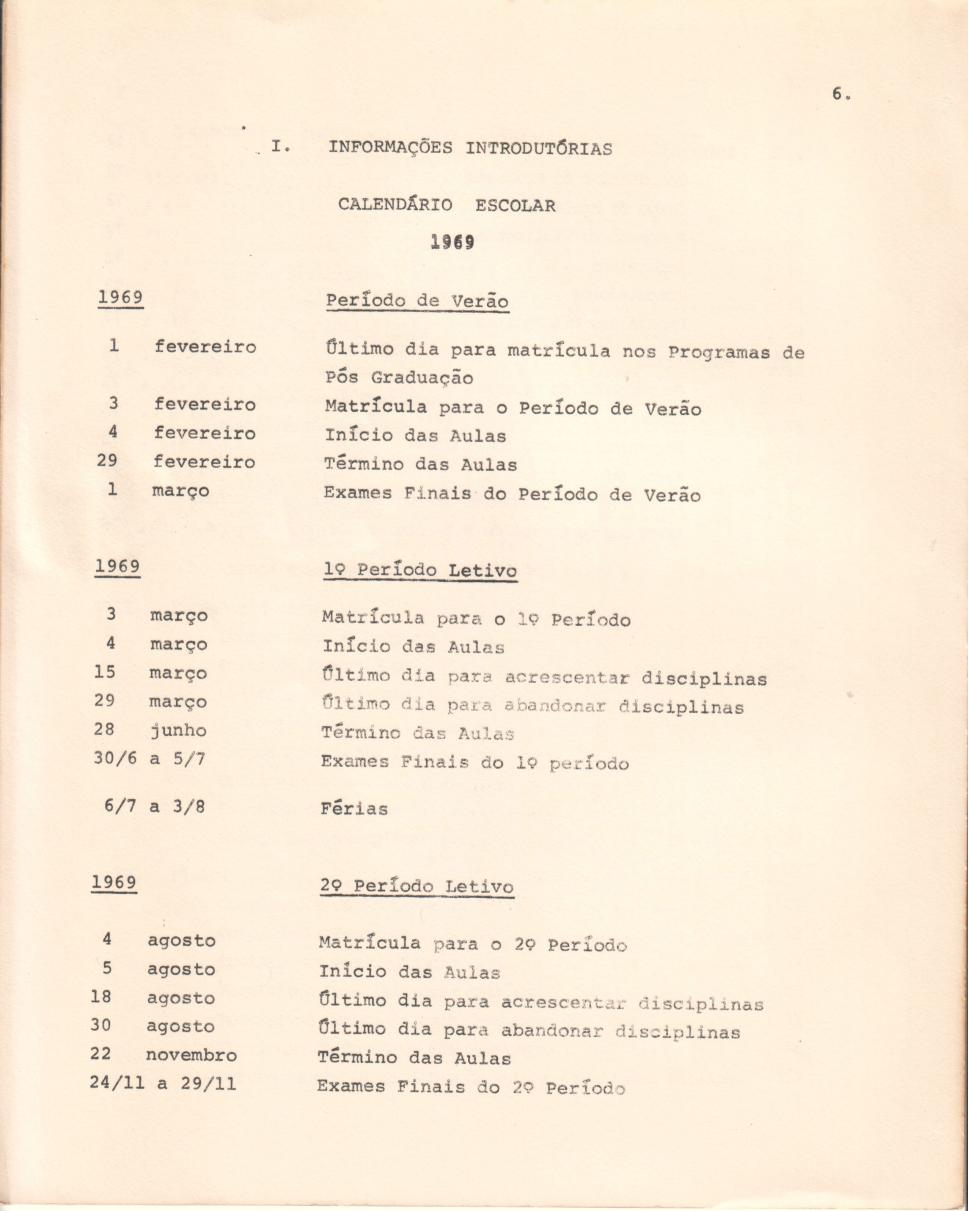 6.
I. INFORMAÇÕES INTRODUTÓRIAS
CALENDÁRIO ESCOLAR
1969
1969 Período de Verão
1 fevereiro Último dia para matrícula nos Programas de
Pós Graduação
3 fevereiro Matrícula para o Período de Verão
4 fevereiro Início das Aulas
29 fevereiro Término das Aulas
1 março Exames Finais do Período de Verão
1969 1º Período Letivo
3 março Matrícula para o 1º Período
4 março Início das Aulas
15 março Último dia para acrescentar disciplinas
29 março Último dia para abandonar disciplinas
28 junho Término das Aulas
30/6 a 5/7 Exames Finais do 1º período
6/7 a 3/8 Férias
1969 2º Período Letivo
4 agosto Matrícula para o 2º Período
5 agosto Início das Aulas
18 agosto Último dia para acrescentar disciplinas
30 agosto Último dia para abandonar disciplinas
22 novembro Término das Aulas
24/11 a 29/11 Exames Finais do 2º Período